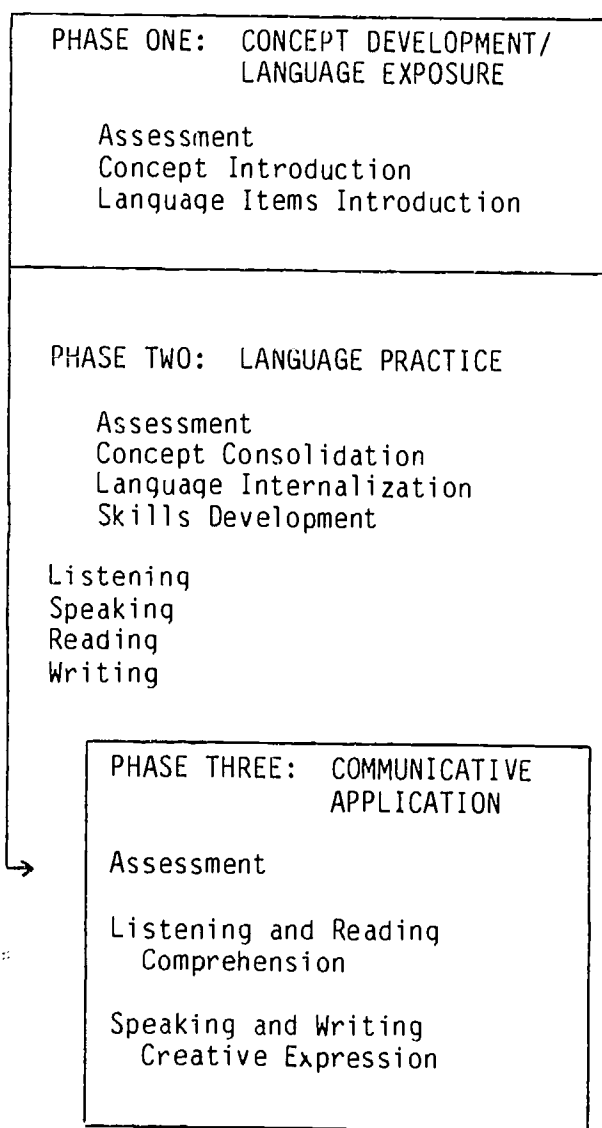 PHASE ONE: CONCEPT DEVELOPMENT/
LANGUAGE EXPOSURE
Assessment
Concept Introduction
Language Items Introduction
PHASE TWO: LANGUAGE PRACTICE
Assessment
Concept Consolidation
Language Internalization
Skills Development
Listening
Speaking
Reading
Writing
PHASE THREE: COMMUNICATIVE
APPLICATION
Assessment
Listening and Reading
Comprehension
Speaking and Writing
Creative Expression